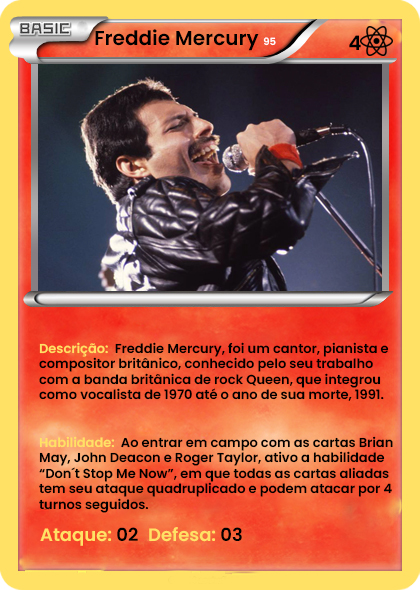 BASIC
Freddie Mercury 95
4
Descrição: Freddie Mercury, foi um cantor, pianista e
compositor britânico, conhecido pelo seu trabalho
com a banda britânica de rock Queen, que integrou
como vocalista de 1970 até o ano de sua morte, 1991.
Habilidade: Ao entrar em campo com as cartas Brian
May, John Deacon e Roger Taylor, ativo a habilidade
“Don´t Stop Me Now”, em que todas as cartas aliadas
tem seu ataque quadruplicado e podem atacar por 4
turnos seguidos.
Ataque: 02 Defesa: 03